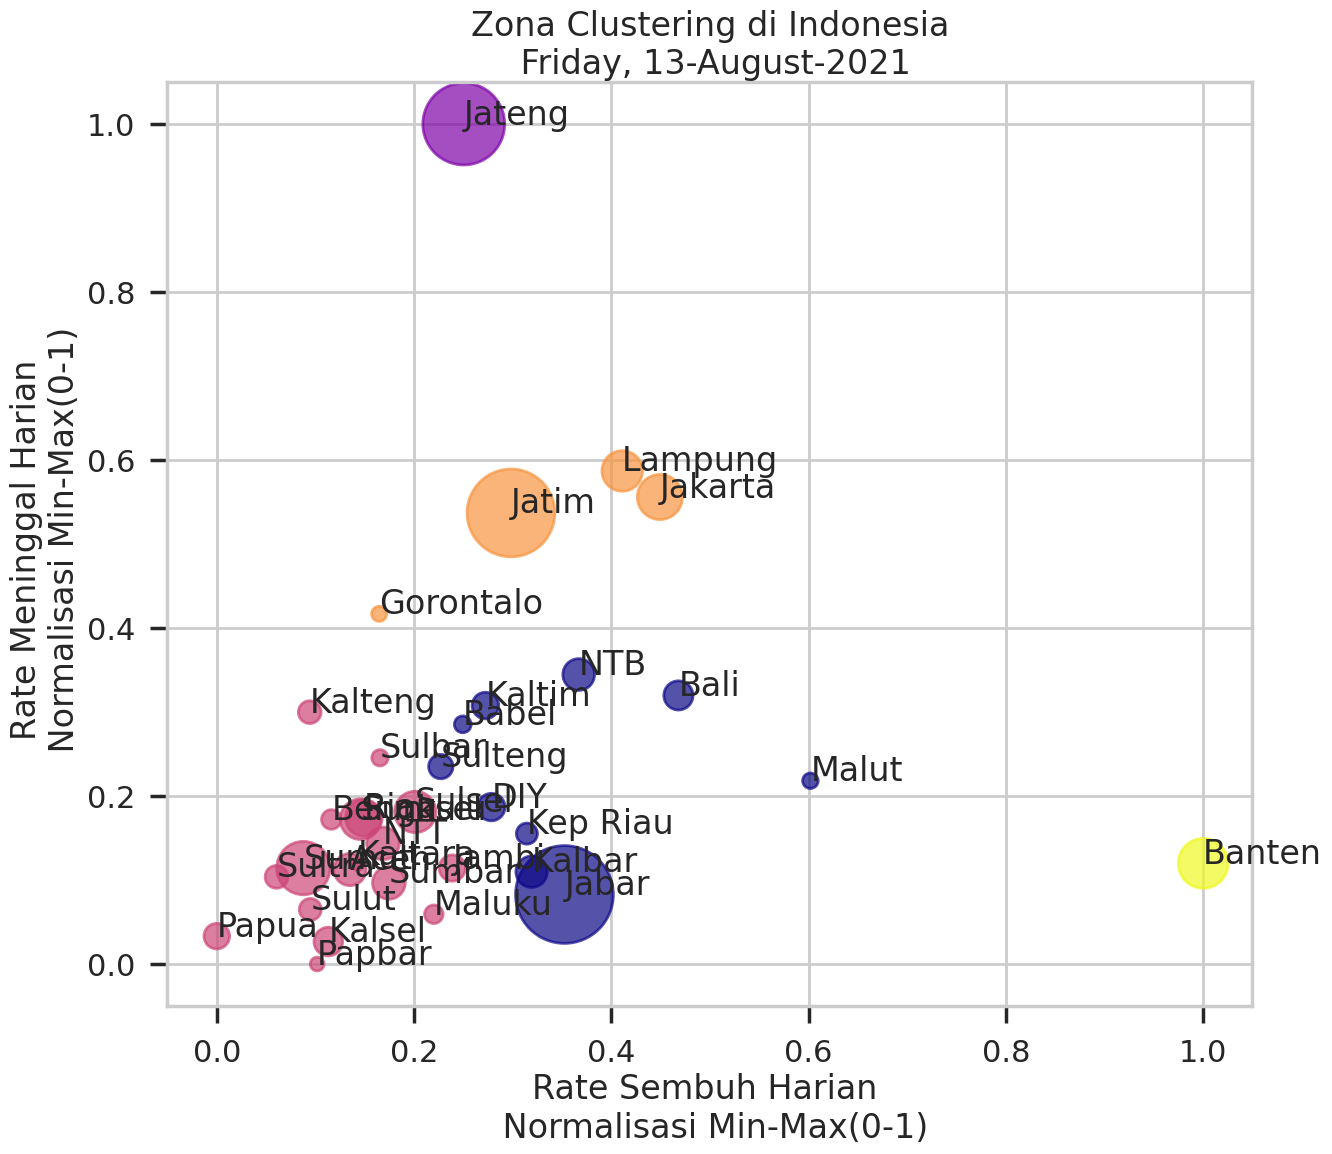 Zona Clustering di Indonesia
Friday, 13-August-2021
Rate Meninggal Harian
Normalisasi Min-Max(0-1)
1.0
0.8
0.6
0.4
0.2
0.0
Jateng
Lampung
Jakarta
Jatim
Gorontalo
NTB
Bali
Kaltim
Kalteng
Babel
Sulbar
Sulteng
Malut
DIY
Kep Riau
NTT
Kaltara
Kalbar
Banten
Sultra
Sumbar
Jabar
Sulut
Maluku
Papua
Kalsel
Papbar
0.0
0.2
0.4
0.6
0.8
1.0
Rate Sembuh Harian
Normalisasi Min-Max(0-1)